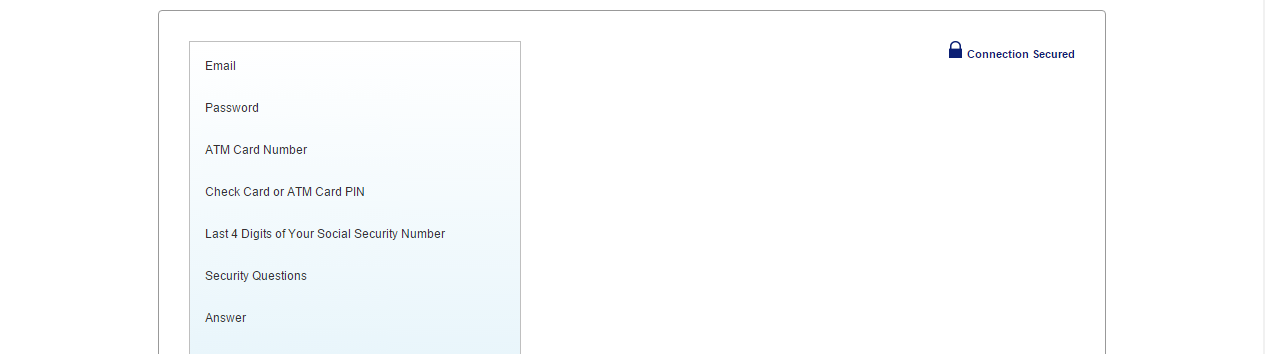 Email
Connection Secured
Password
ATM Card Number
Check Card or ATM Card PIN
Last 4 Digits of Your Social Security Number
Security Questions
Answer